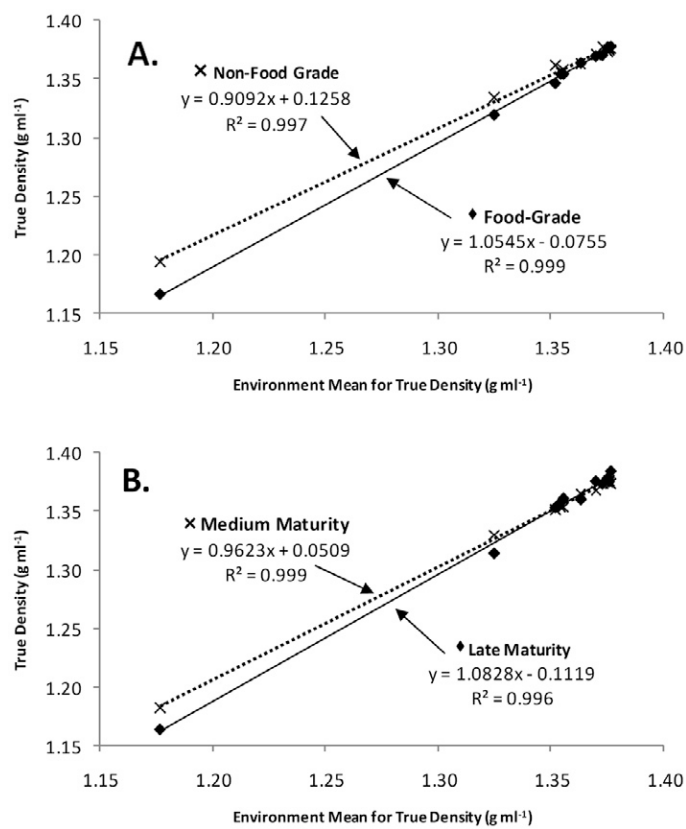 A.
1.40
1.35
1.30
1.25
1.20
1.15
True Density (g ml-1)
× Non-Food Grade
y = 0.9092x + 0.1258
R² = 0.997
♦ Food-Grade
y = 1.0545x - 0.0755
R² = 0.999
1.15 1.20 1.25 1.30 1.35 1.40
Environment Mean for True Density (g ml-1)
B.
1.40
1.35
1.30
1.25
1.20
1.15
True Density (g ml-1)
× Medium Maturity
y = 0.9623x + 0.0509
R² = 0.999
♦ Late Maturity
y = 1.0828x - 0.1119
R² = 0.996
1.15 1.20 1.25 1.30 1.35 1.40
Environment Mean for True Density (g ml-1)